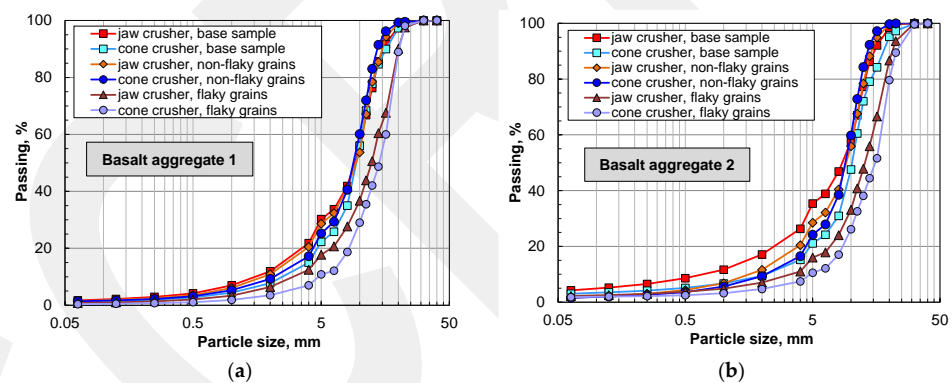 100
80
60
40
20
0
Passing, %
jaw crusher, base sample
cone crusher, base sample
jaw crusher, non-flaky grains
cone crusher, non-flaky grains
jaw crusher, flaky grains
cone crusher, flaky grains
Basalt aggregate 1
0.05 0.5 5 50
Particle size, mm
(a)
100
80
60
40
20
0
Passing, %
jaw crusher, base sample
cone crusher, base sample
jaw crusher, non-flaky grains
cone crusher, non-flaky grains
jaw crusher, flaky grains
cone crusher, flaky grains
Basalt aggregate 2
0.05 0.5 5 50
Particle size, mm
(b)